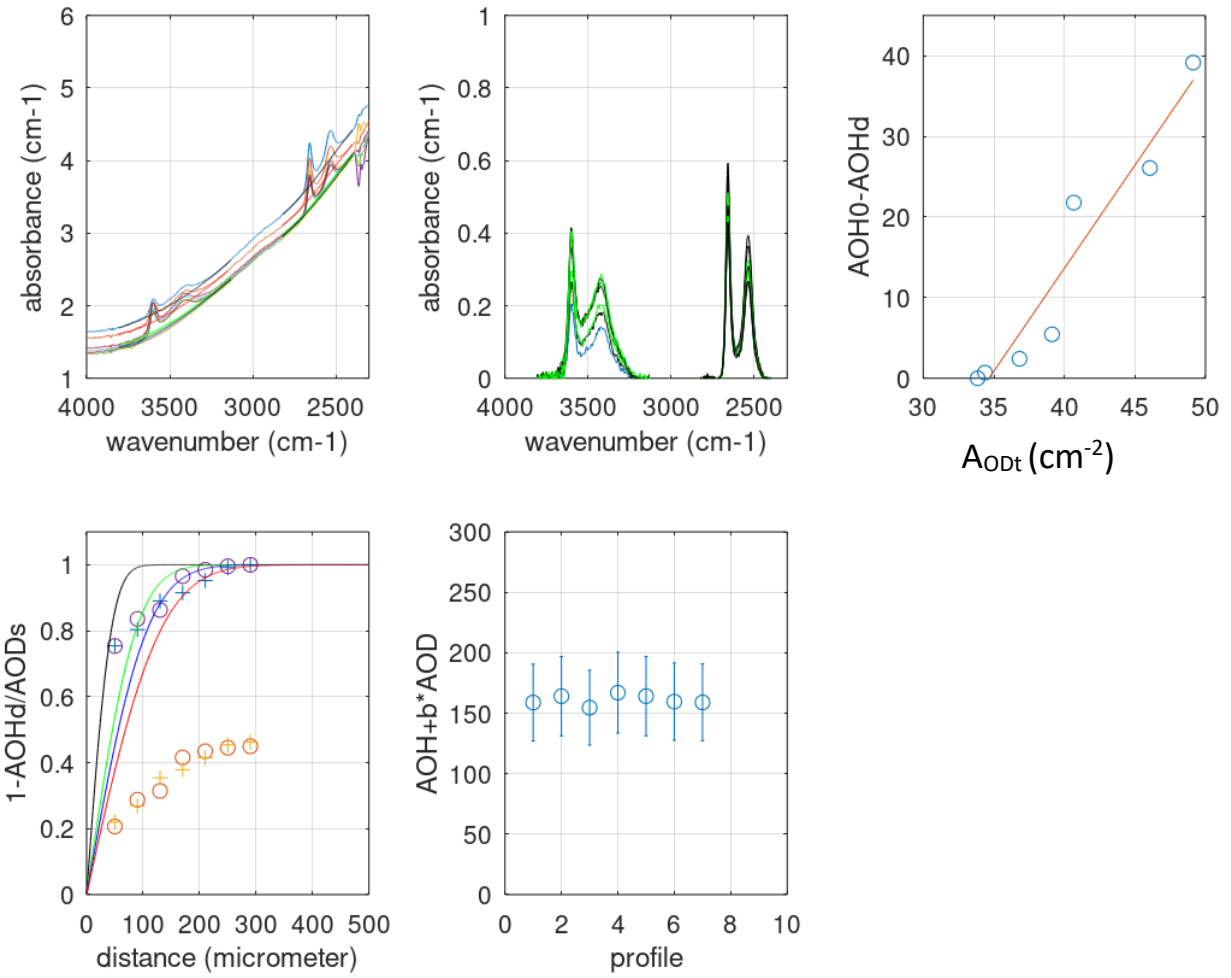 6
5
4
3
2
1
4000 3500 3000 2500
absorbance (cm-1)
wavenumber (cm-1)
1
0.8
0.6
0.4
0.2
0
4000 3500 3000 2500
absorbance (cm-1)
wavenumber (cm-1)
40
30
20
10
0
30 35 40 45 50
AOH0-AOHd
AODt (cm-2)
1
0.8
0.6
0.4
0.2
0
0 100 200 300 400 500
1-AOHd/AODs
distance (micrometer)
300
250
200
150
100
50
0
0 2 4 6 8 10
AOH+b*AOD
profile